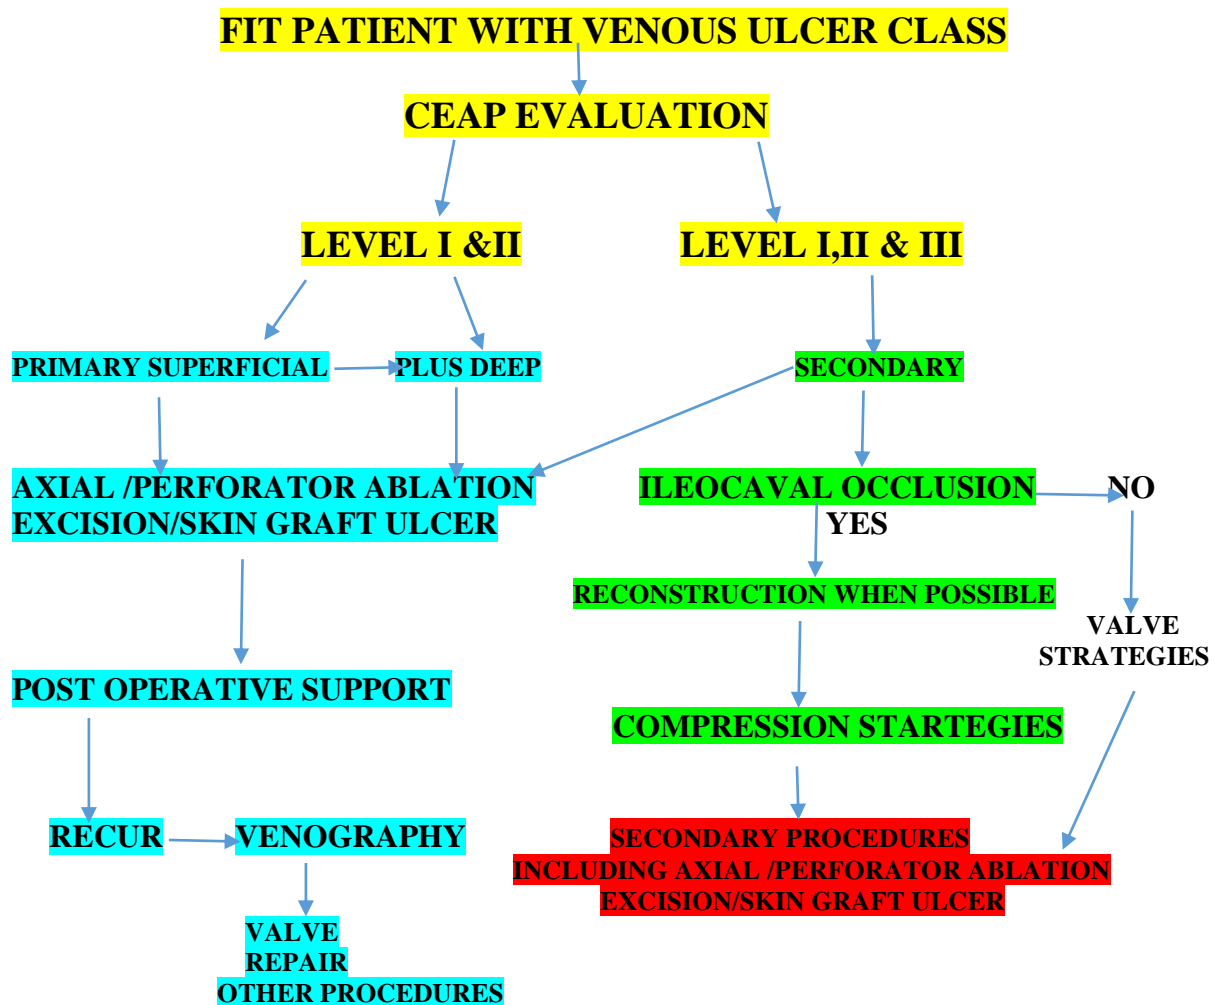 FIT PATIENT WITH VENOUS ULCER CLASS
CEAP EVALUATION
LEVEL I &II
LEVEL I,II & III
PRIMARY SUPERFICIAL
PLUS DEEP
SECONDARY
AXIAL /PERFORATOR ABLATION
EXCISION/SKIN GRAFT ULCER
ILEOCAVAL OCCLUSION
NO
YES
RECONSTRUCTION WHEN POSSIBLE
VALVE
STRATEGIES
POST OPERATIVE SUPPORT
COMPRESSION STARTEGIES
RECUR
VENOGRAPHY
SECONDARY PROCEDURES
INCLUDING AXIAL /PERFORATOR ABLATION
EXCISION/SKIN GRAFT ULCER
VALVE
REPAIR
OTHER PROCEDURES